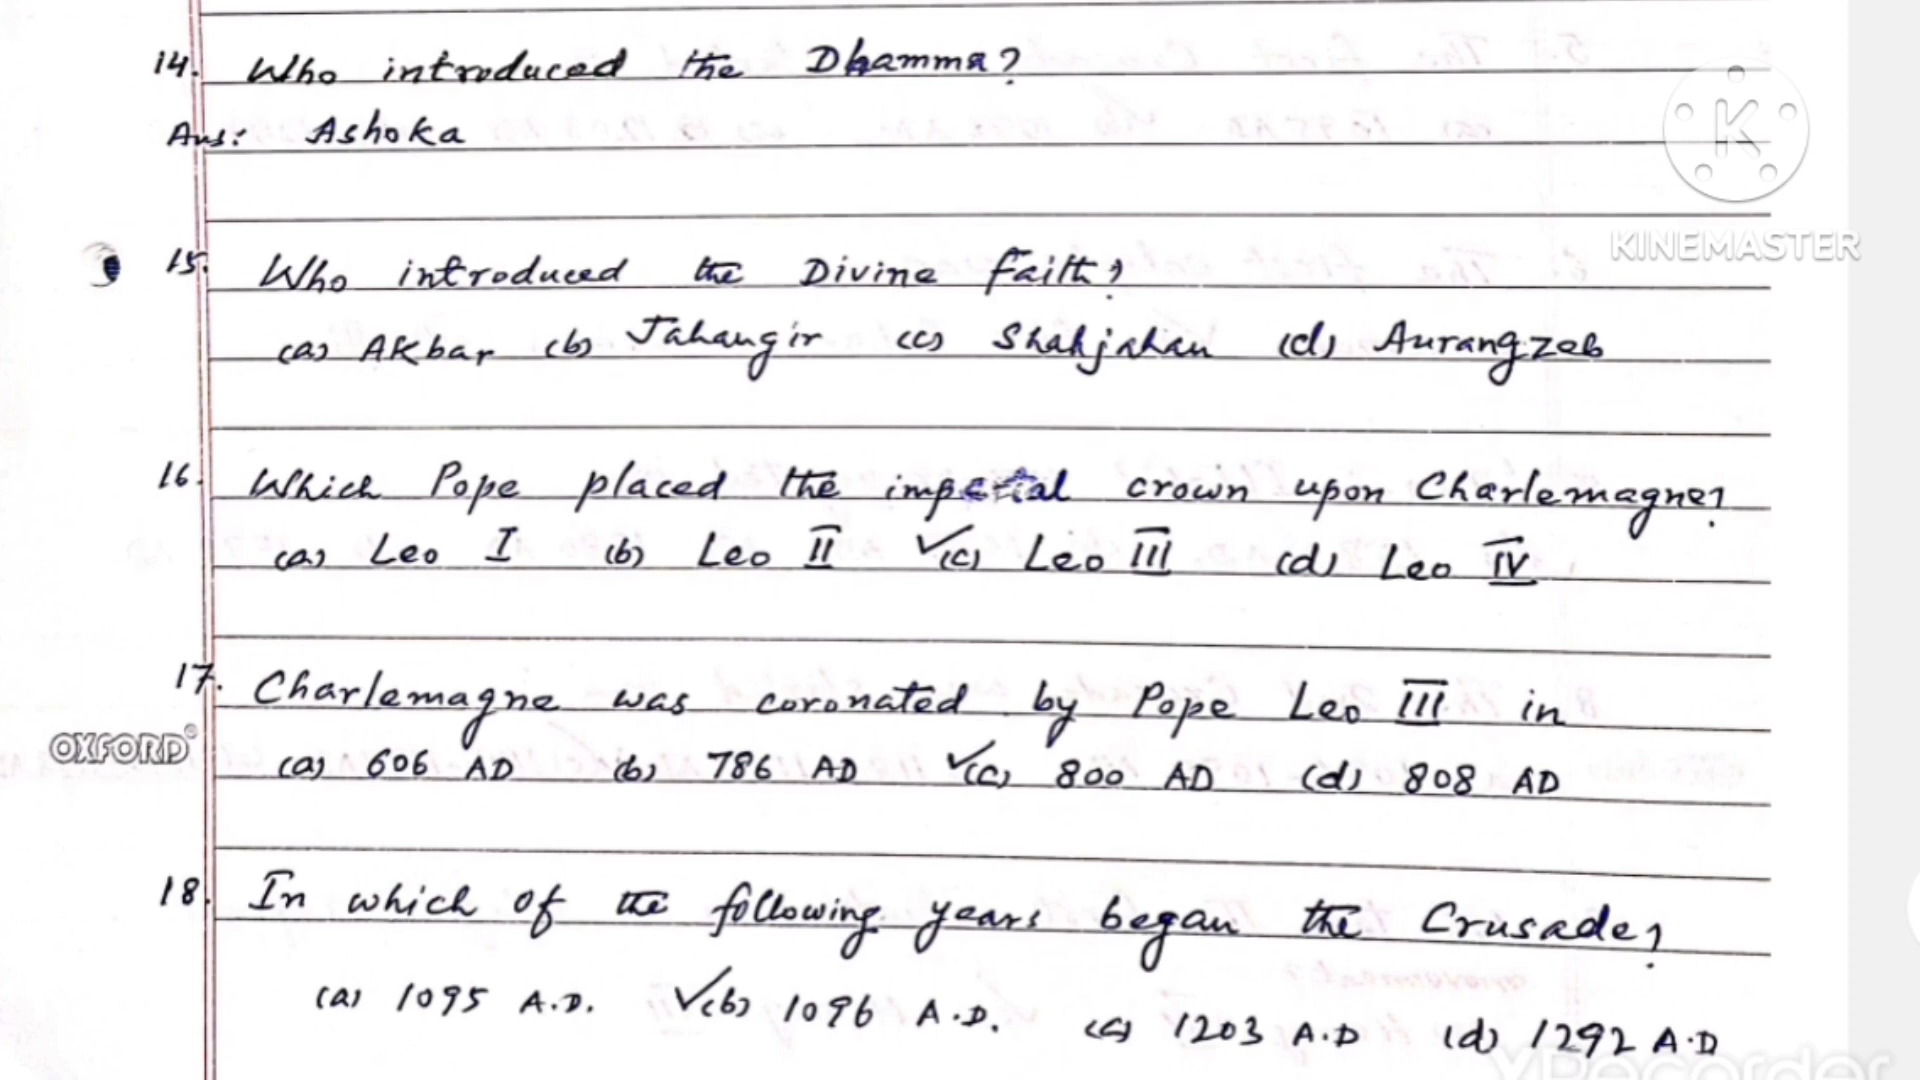 14. Who introduced the Dhamma?
Ans: Ashoka
KINEMASTER
15. Who introduced the Divine faith?
(a) Akbar (b) Jahangir (c) Shahjahan (d) Aurangzeb
16. Which Pope placed the imperial crown upon Charlemagne?
(a) Leo I (b) Leo II ✓(c) Leo III (d) Leo IV
17. Charlemagne was coronated by Pope Leo III in
OXFORD®
(a) 606 AD (b) 786 AD ✓(c) 800 AD (d) 808 AD
18. In which of the following years began the Crusade?
(a) 1095 A.D. ✓(b) 1096 A.D. (c) 1203 A.D (d) 1292 A.D
XRecorder